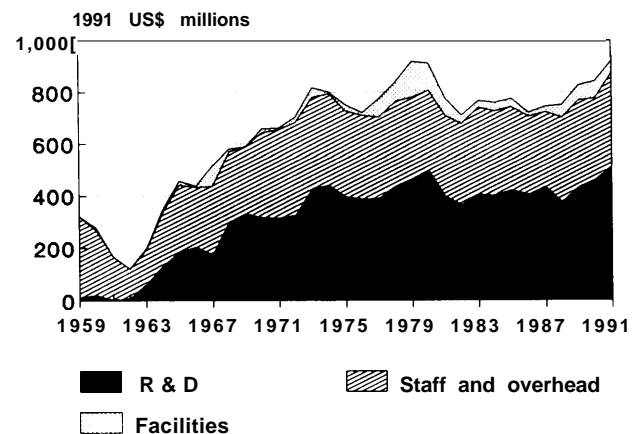 1991 US$ millions
1,000[
800
600
400
200
0
1959 1963 1967 1971 1975 1979 1983 1987 1991
R & D
Staff and overhead
Facilities